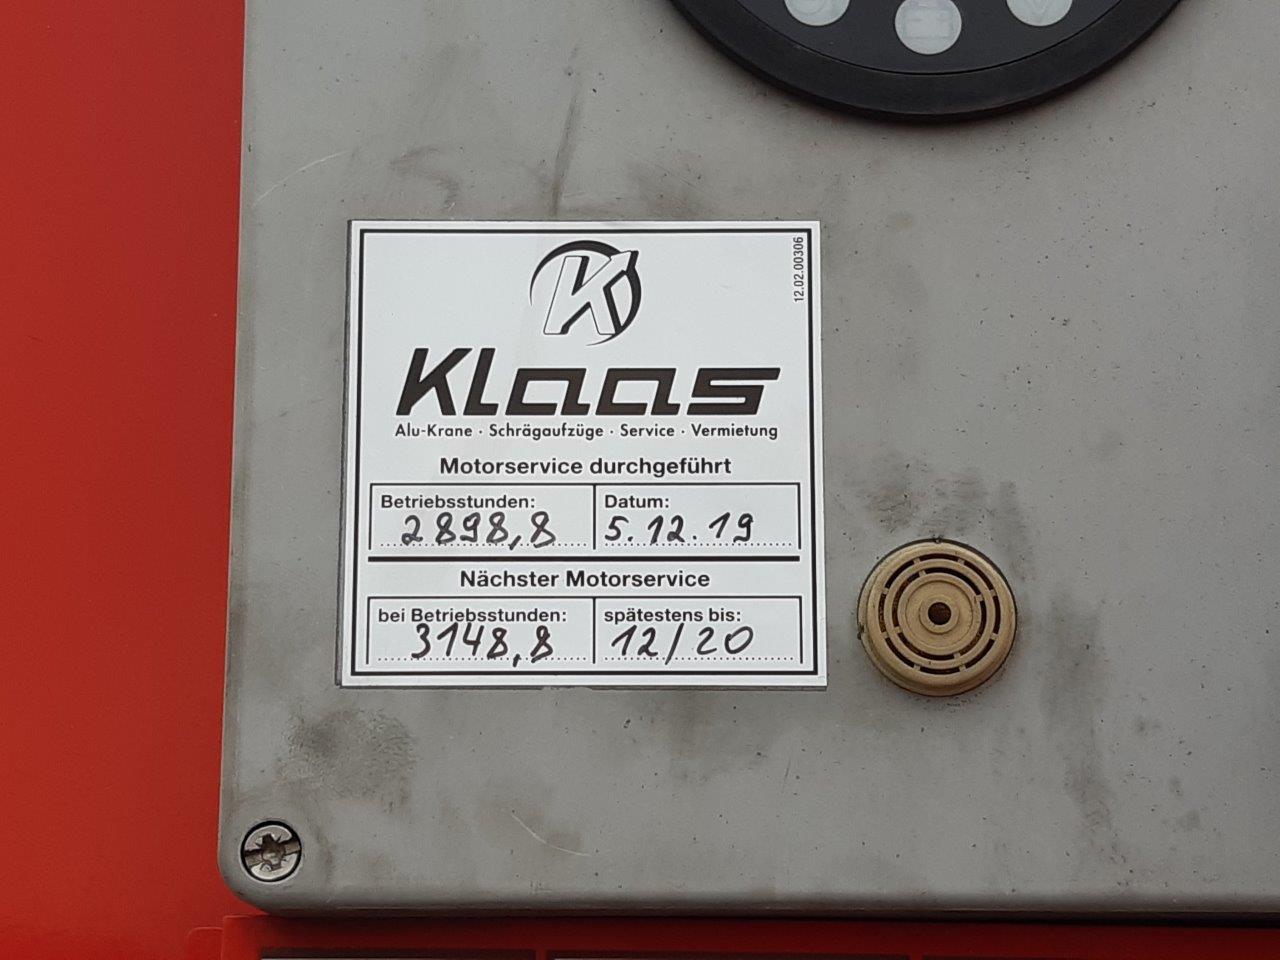 K
Klaas
Alu-Krane · Schrägaufzüge · Service · Vermietung
12.02.00306
Motorservice durchgeführt
Betriebsstunden: Datum:
2898,8 5.12.19
Nächster Motorservice
bei Betriebsstunden: spätestens bis:
3148,8 12/20